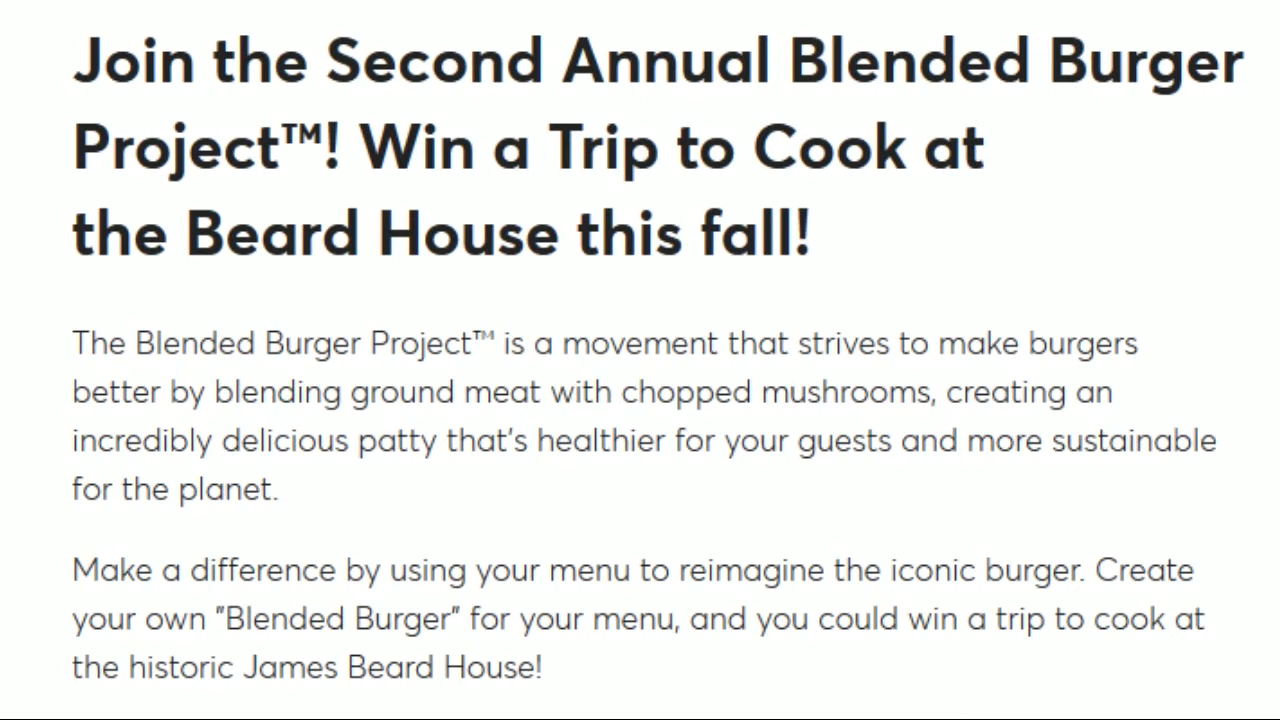 Join the Second Annual Blended Burger
Project™! Win a Trip to Cook at
the Beard House this fall!
The Blended Burger Project™ is a movement that strives to make burgers
better by blending ground meat with chopped mushrooms, creating an
incredibly delicious patty that's healthier for your guests and more sustainable
for the planet.
Make a difference by using your menu to reimagine the iconic burger. Create
your own "Blended Burger" for your menu, and you could win a trip to cook at
the historic James Beard House!